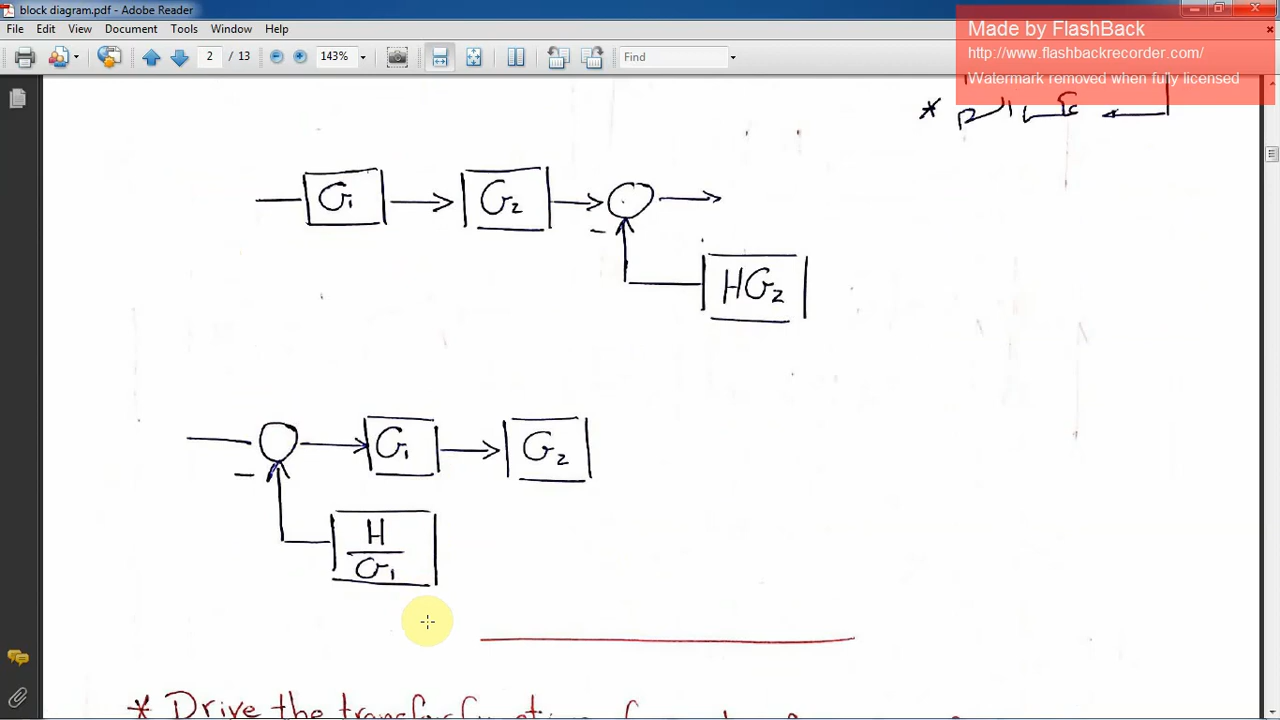 block diagram.pdf - Adobe Reader
File Edit View Document Tools Window Help
2 / 13 143% Find
Made by FlashBack
http://www.flashbackrecorder.com/
Watermark removed when fully licensed
* عكس السهم
G1 G2
-
HG2
G1 G2
-
H
G1
* Drive the transfer function